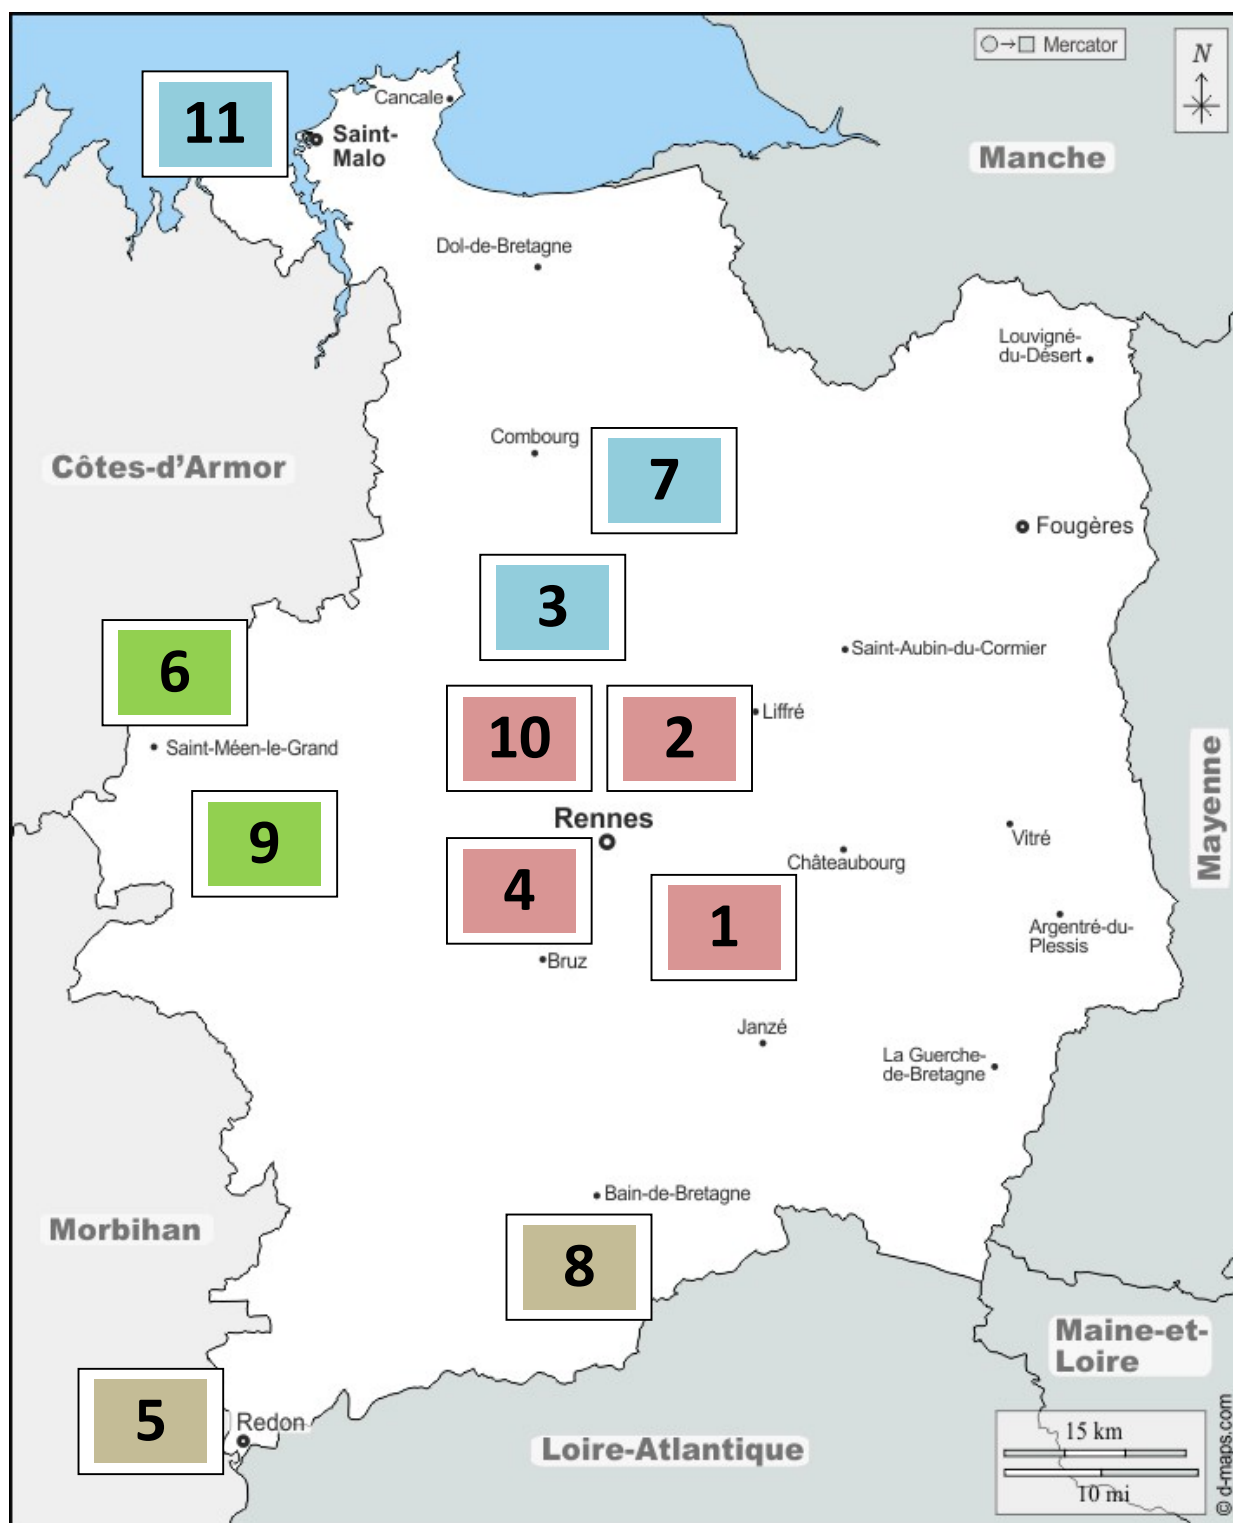 Mercator
N
11
Cancale
Saint-
Malo
Manche
Dol-de-Bretagne
Louvigné-
du-Désert
Combourg
Côtes-d’Armor
7
Fougères
3
Saint-Aubin-du-Cormier
6
10
2
Liffré
Saint-Méen-le-Grand
Mayenne
Rennes
9
Vitré
Châteaubourg
4
1
Argentré-du-
Plessis
Bruz
Janzé
La Guerche-
de-Bretagne
Bain-de-Bretagne
Morbihan
8
Maine-et-
Loire
5
Redon
Loire-Atlantique
15 km
10 mi
© d-maps.com